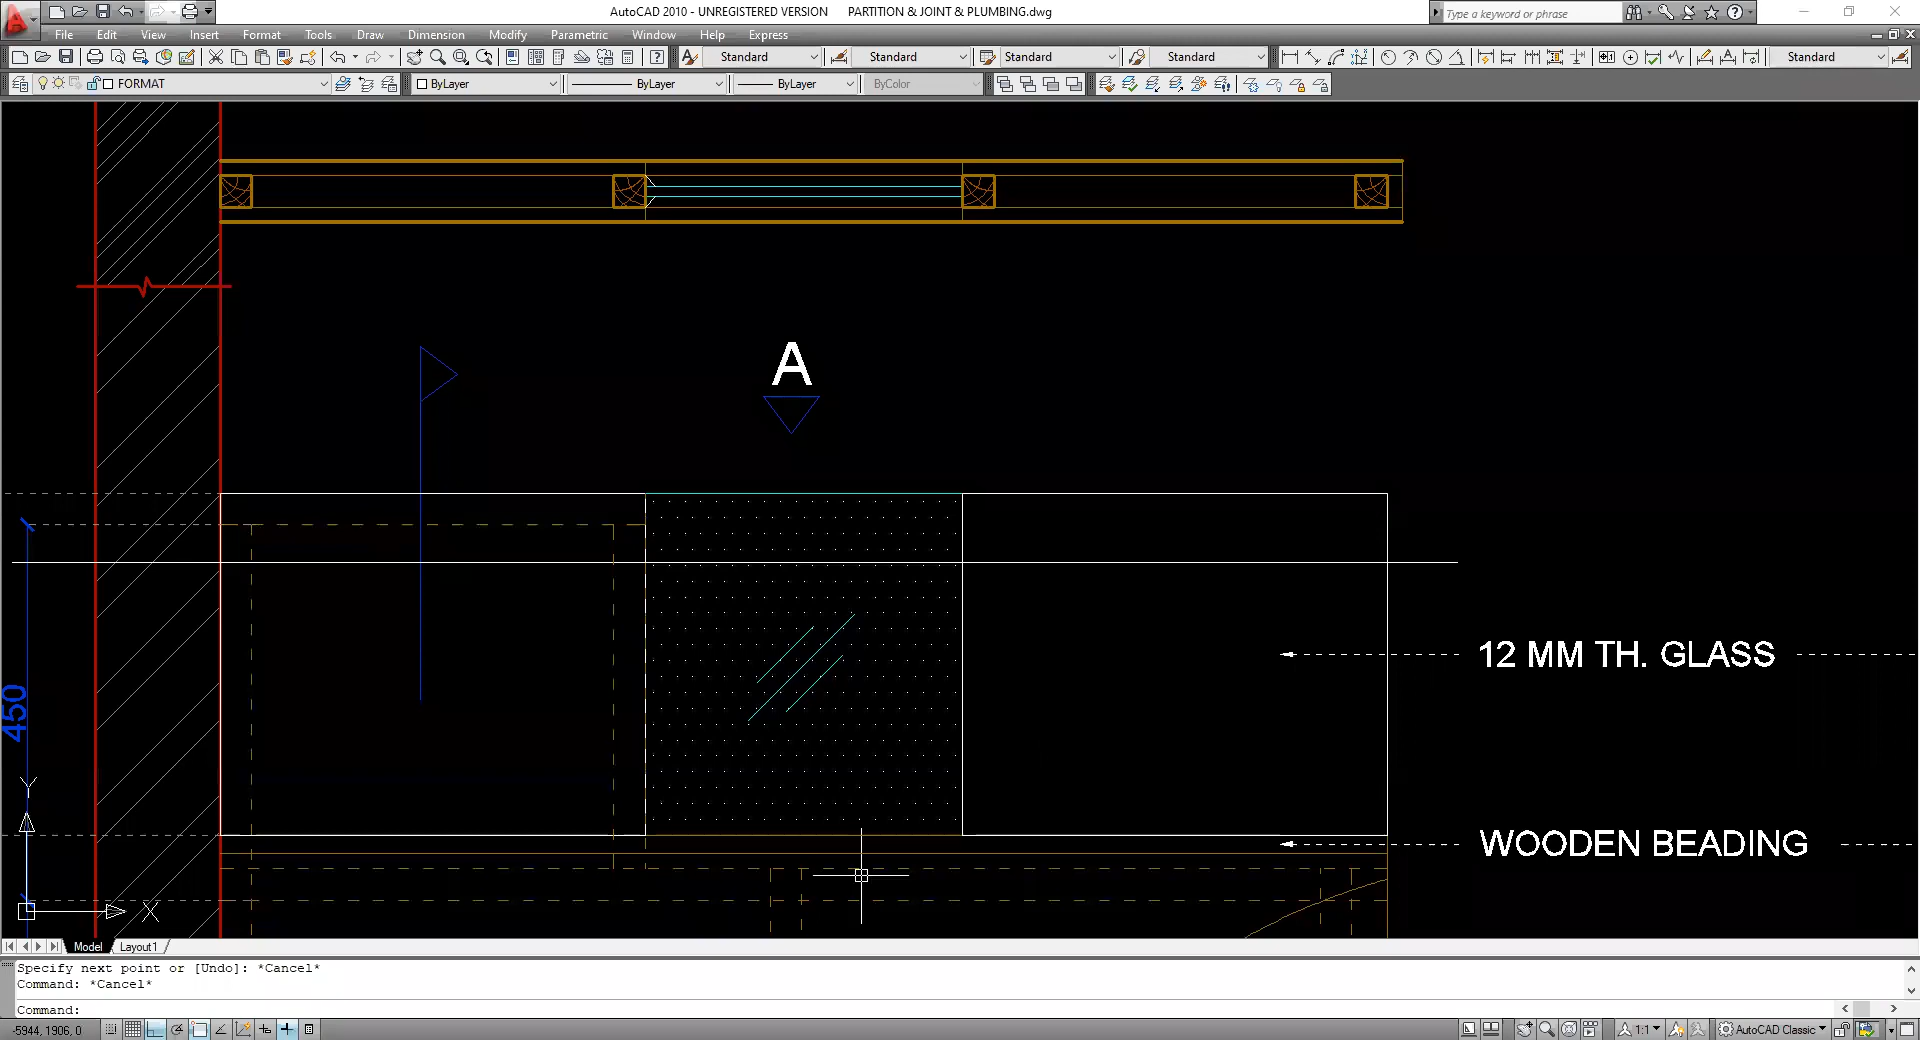 AutoCAD 2010 - UNREGISTERED VERSION PARTITION & JOINT & PLUMBING.dwg
Type a keyword or phrase
File Edit View Insert Format Tools Draw Dimension Modify Parametric Window Help Express
Standard Standard Standard Standard Standard
FORMAT ByLayer ByLayer ByLayer ByColor
A
12 MM TH. GLASS
450
WOODEN BEADING
Y
X
Model Layout1
Specify next point or [Undo]: *Cancel*
Command: *Cancel*
Command:
-5944, 1906, 0 1:1 AutoCAD Classic